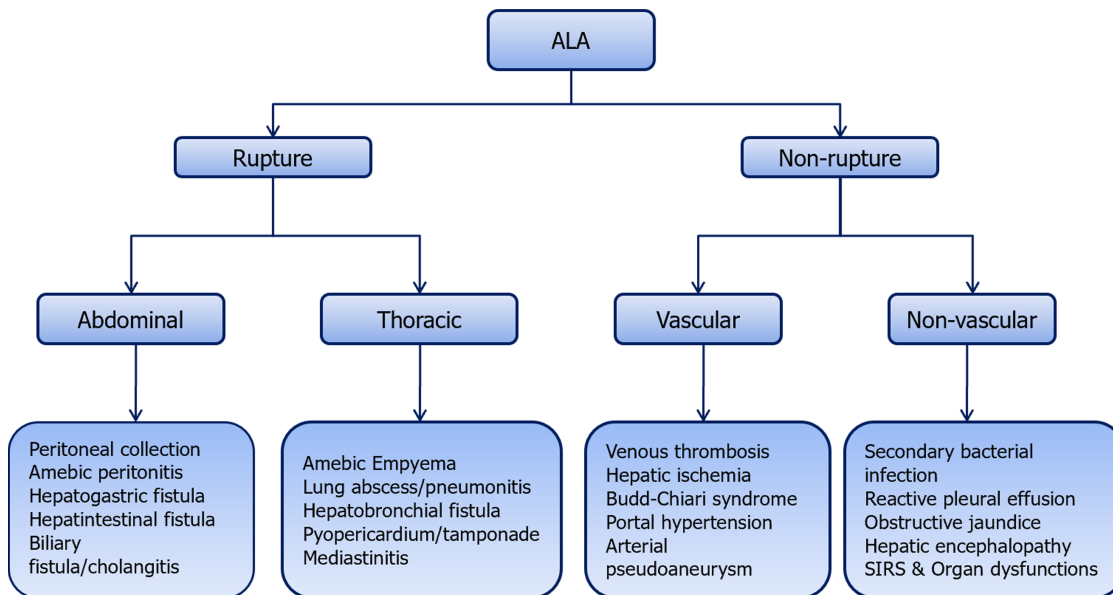 ALA
Rupture
Non-rupture
Abdominal
Thoracic
Vascular
Non-vascular
Peritoneal collection
Amebic peritonitis
Hepatogastric fistula
Hepatintestinal fistula
Biliary
fistula/cholangitis
Amebic Empyema
Lung abscess/pneumonitis
Hepatobronchial fistula
Pyopericardium/tamponade
Mediastinitis
Venous thrombosis
Hepatic ischemia
Budd-Chiari syndrome
Portal hypertension
Arterial
pseudoaneurysm
Secondary bacterial
infection
Reactive pleural effusion
Obstructive jaundice
Hepatic encephalopathy
SIRS & Organ dysfunctions